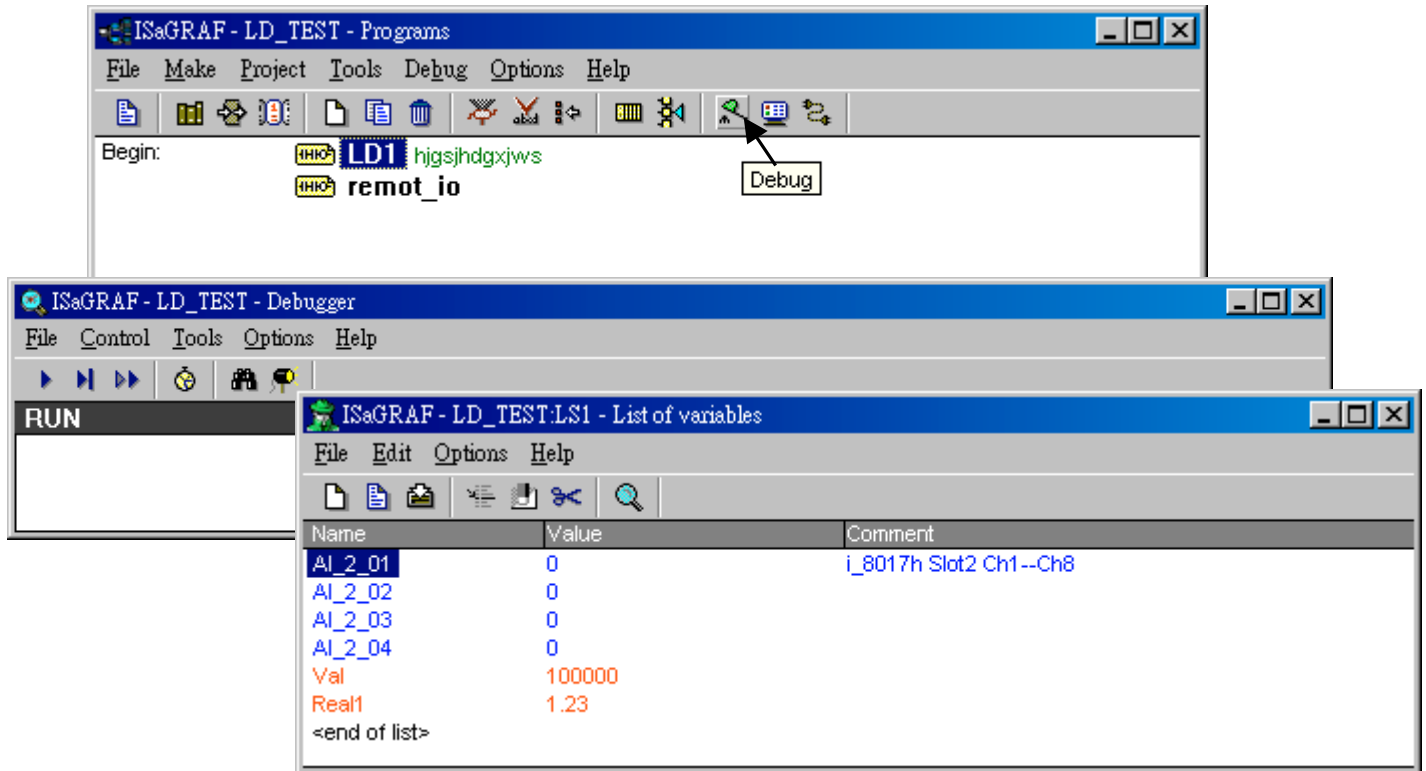 ISaGRAF - LD_TEST - Programs
File Make Project Tools Debug Options Help
Begin:
LD1 hjgsjhdgxjws
remot_io
Debug
ISaGRAF - LD_TEST - Debugger
File Control Tools Options Help
RUN
ISaGRAF - LD_TEST:LS1 - List of variables
File Edit Options Help
Name Value Comment
AI_2_01 0 i_8017h Slot2 Ch1--Ch8
AI_2_02 0
AI_2_03 0
AI_2_04 0
Val 100000
Real1 1.23
<end of list>